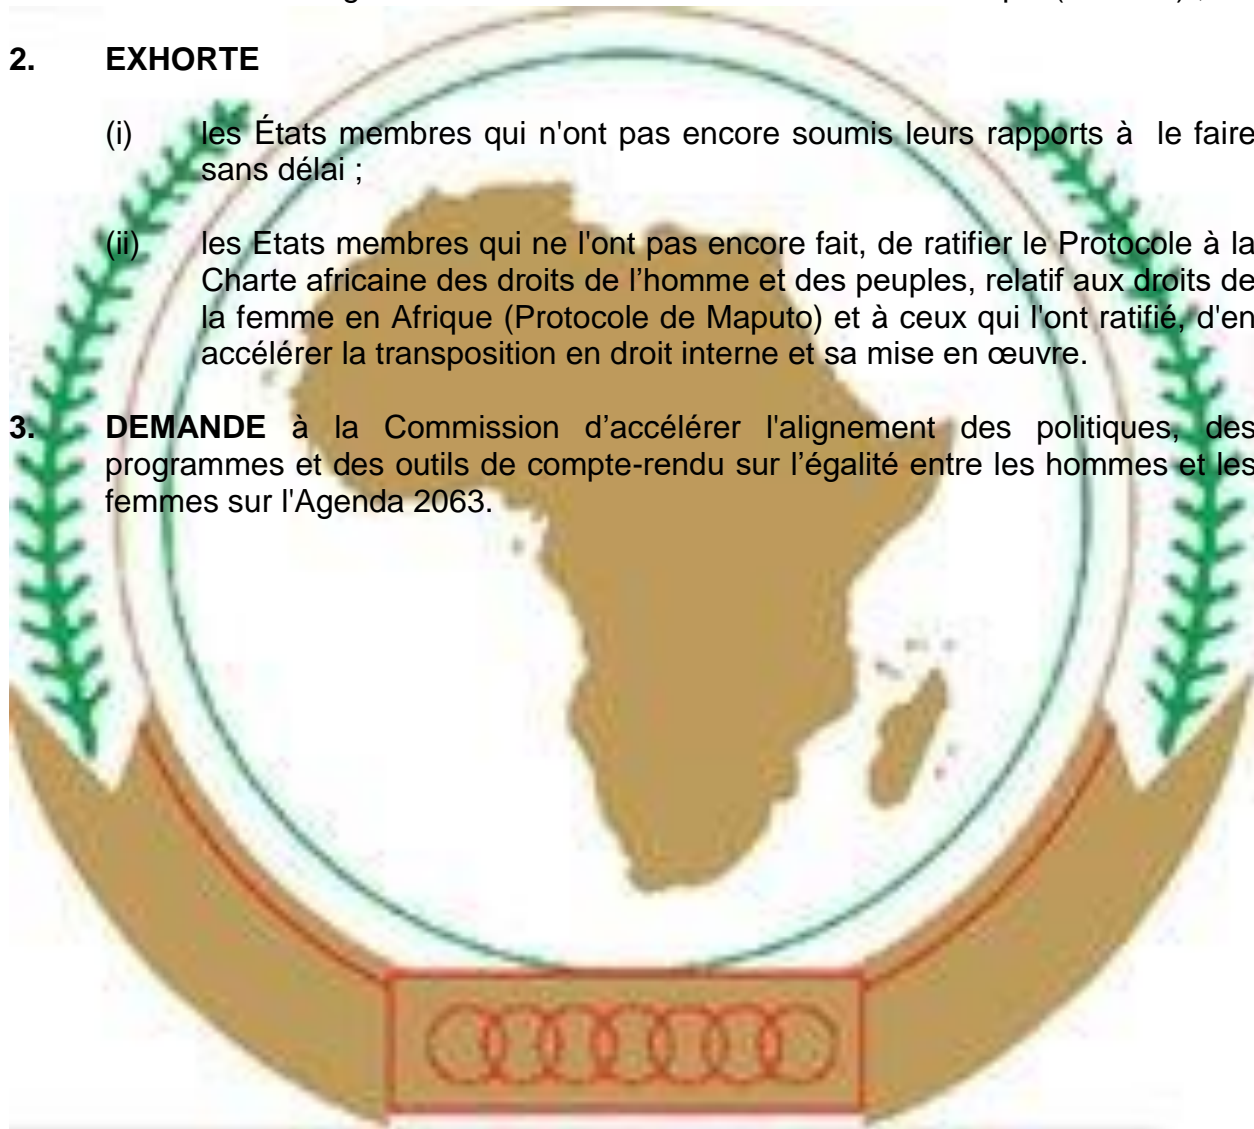 2. EXHORTE
(i) les États membres qui n'ont pas encore soumis leurs rapports à le faire
sans délai ;
(ii) les Etats membres qui ne l'ont pas encore fait, de ratifier le Protocole à la
Charte africaine des droits de l’homme et des peuples, relatif aux droits de
la femme en Afrique (Protocole de Maputo) et à ceux qui l'ont ratifié, d'en
accélérer la transposition en droit interne et sa mise en œuvre.
3. DEMANDE à la Commission d’accélérer l'alignement des politiques, des
programmes et des outils de compte-rendu sur l’égalité entre les hommes et les
femmes sur l'Agenda 2063.